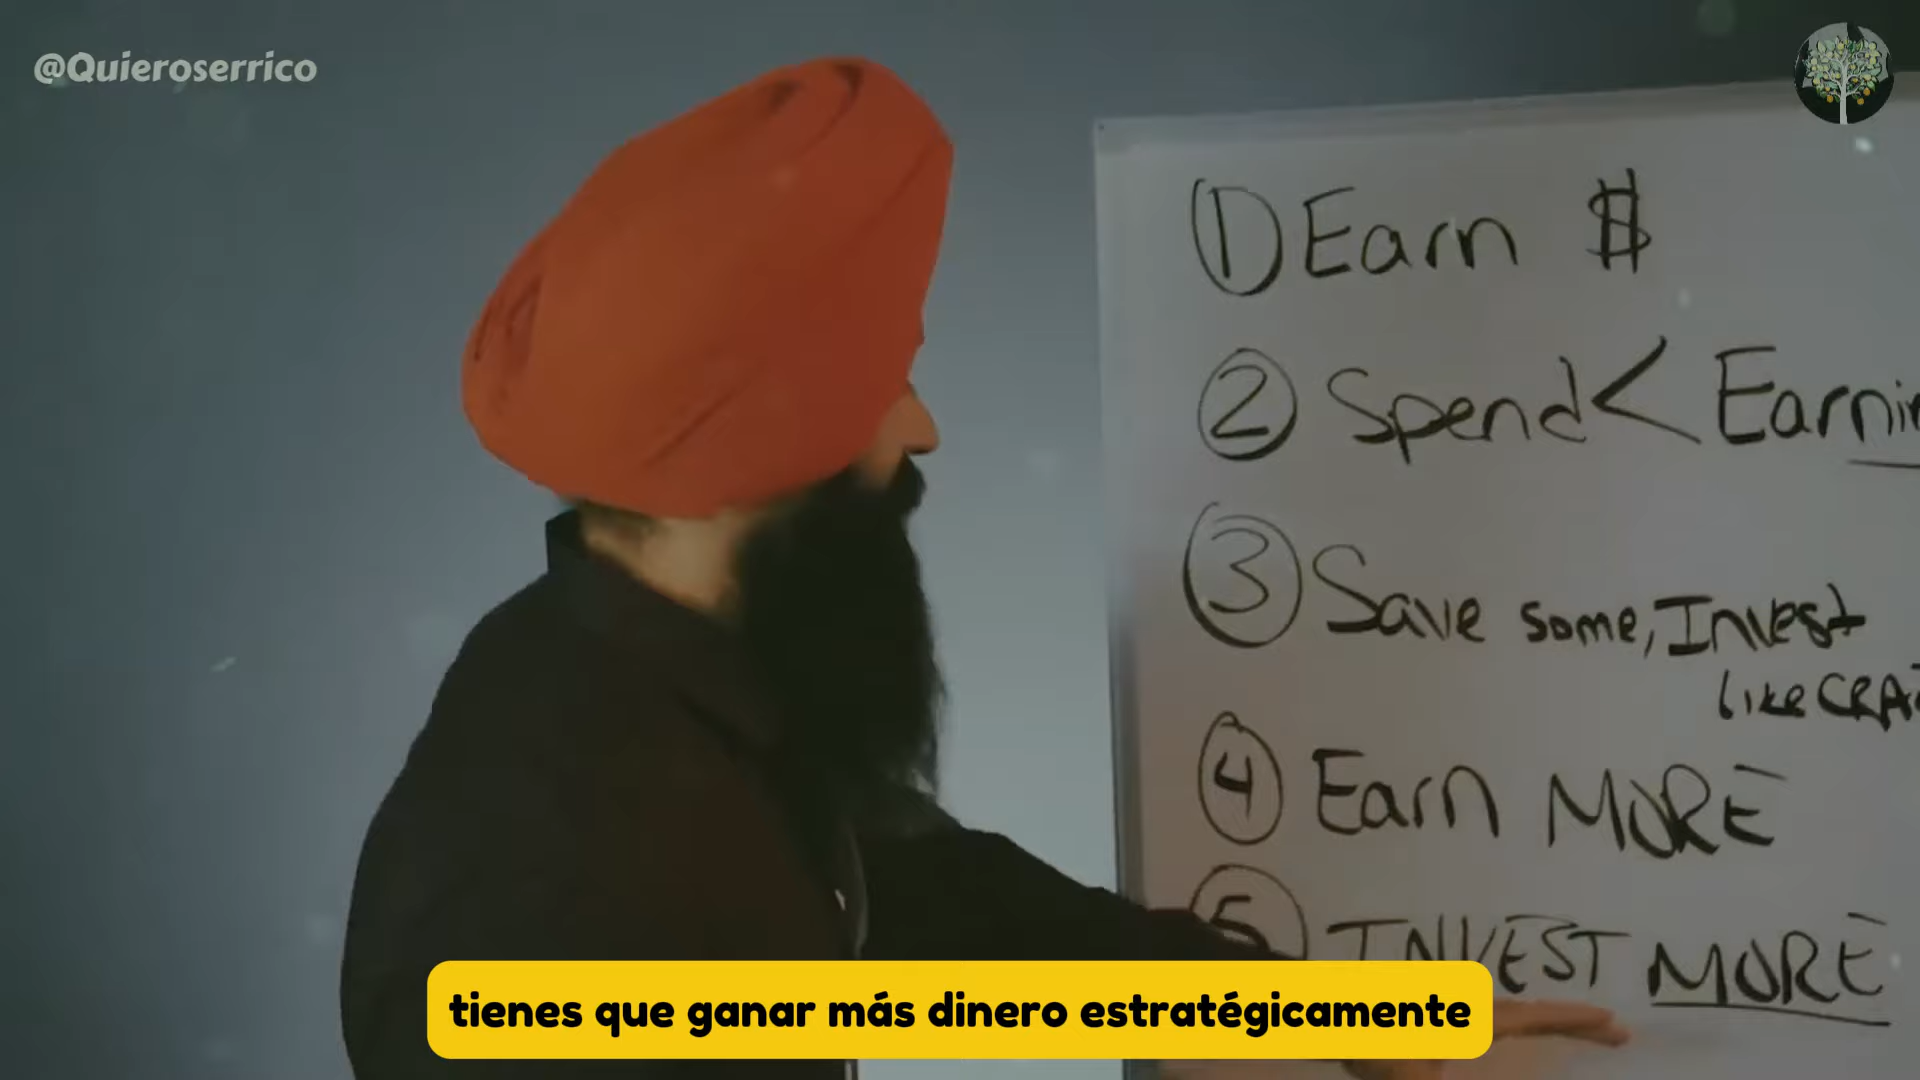 @Quieroserrico
① Earn $
② Spend < Earnin
③ Save some, Invest
like CRA
④ Earn MORE
⑤ INVEST MORE
tienes que ganar más dinero estratégicamente